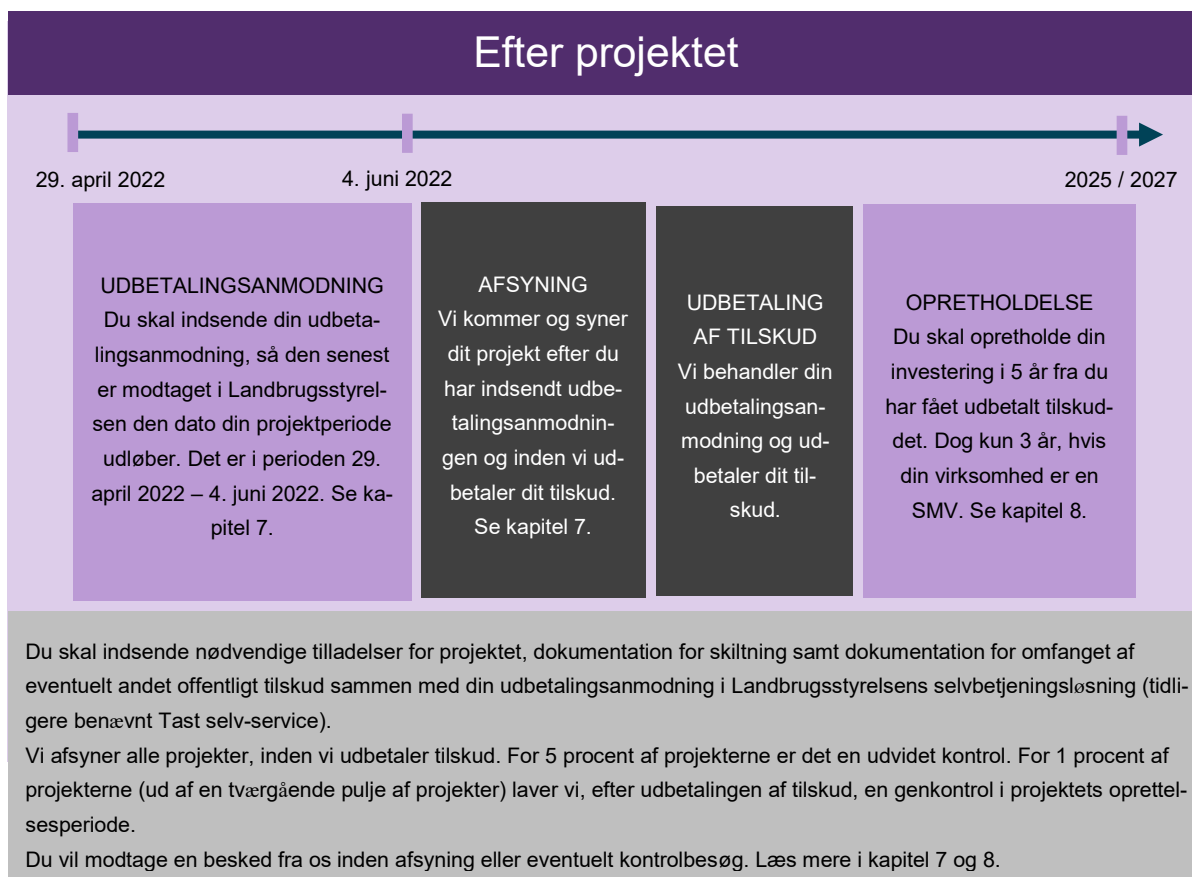 Efter projektet
29. april 2022
4. juni 2022
2025 / 2027
UDBETALINGSANMODNING
Du skal indsende din udbeta-
lingsanmodning, så den senest
er modtaget i Landbrugsstyrel-
sen den dato din projektperiode
udløber. Det er i perioden 29.
april 2022 – 4. juni 2022. Se ka-
pitel 7.
AFSYNING
Vi kommer og syner
dit projekt efter du
har indsendt udbe-
talingsanmodnin-
gen og inden vi ud-
betaler dit tilskud.
Se kapitel 7.
UDBETALING
AF TILSKUD
Vi behandler din
udbetalingsan-
modning og ud-
betaler dit til-
skud.
OPRETHOLDELSE
Du skal opretholde din
investering i 5 år fra du
har fået udbetalt tilskud-
det. Dog kun 3 år, hvis
din virksomhed er en
SMV. Se kapitel 8.
Du skal indsende nødvendige tilladelser for projektet, dokumentation for skiltning samt dokumentation for omfanget af
eventuelt andet offentligt tilskud sammen med din udbetalingsanmodning i Landbrugsstyrelsens selvbetjeningsløsning (tidli-
gere benævnt Tast selv-service).
Vi afsyner alle projekter, inden vi udbetaler tilskud. For 5 procent af projekterne er det en udvidet kontrol. For 1 procent af
projekterne (ud af en tværgående pulje af projekter) laver vi, efter udbetalingen af tilskud, en genkontrol i projektets oprettel-
sesperiode.
Du vil modtage en besked fra os inden afsyning eller eventuelt kontrolbesøg. Læs mere i kapitel 7 og 8.